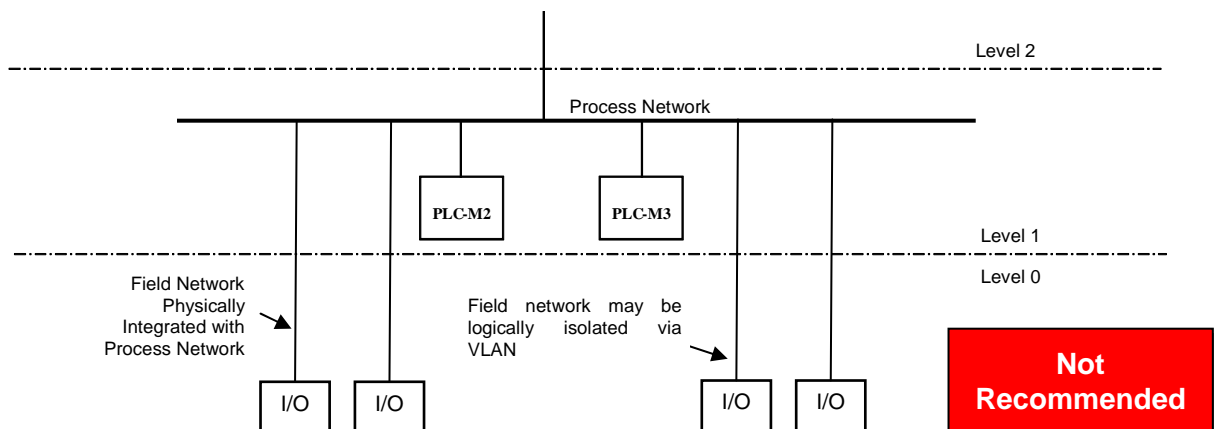 Level 2
Process Network
PLC-M2
PLC-M3
Level 1
Level 0
Field Network
Physically
Integrated with
Process Network
Field network may be
logically isolated via
VLAN
Not
Recommended
I/O
I/O
I/O
I/O